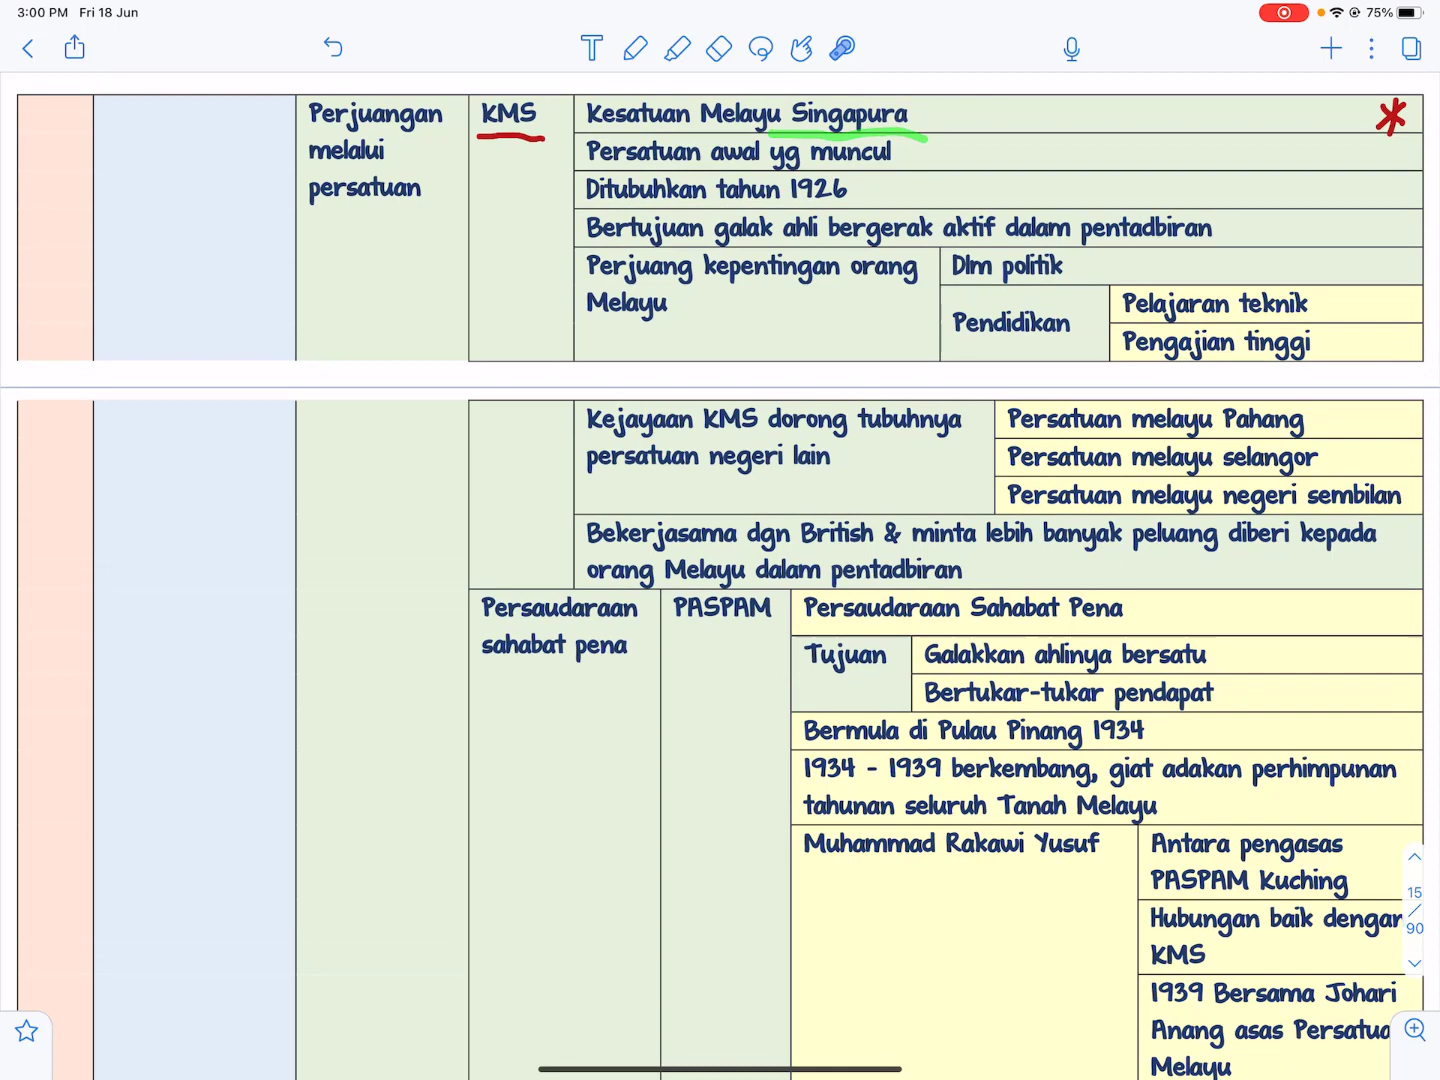 3:00 PM Fri 18 Jun
75%
Perjuangan
melalui
persatuan
KMS
Kesatuan Melayu Singapura
Persatuan awal yg muncul
Ditubuhkan tahun 1926
Bertujuan galak ahli bergerak aktif dalam pentadbiran
Perjuang kepentingan orang
Melayu
Dlm politik
Pendidikan
Pelajaran teknik
Pengajian tinggi
Kejayaan KMS dorong tubuhnya
persatuan negeri lain
Persatuan melayu Pahang
Persatuan melayu selangor
Persatuan melayu negeri sembilan
Bekerjasama dgn British & minta lebih banyak peluang diberi kepada
orang Melayu dalam pentadbiran
Persaudaraan
sahabat pena
PASPAM
Persaudaraan Sahabat Pena
Tujuan
Galakkan ahlinya bersatu
Bertukar-tukar pendapat
Bermula di Pulau Pinang 1934
1934 - 1939 berkembang, giat adakan perhimpunan
tahunan seluruh Tanah Melayu
Muhammad Rakawi Yusuf
Antara pengasas
PASPAM Kuching
Hubungan baik dengan
KMS
1939 Bersama Johari
Anang asas Persatua
Melayu
15
/
90